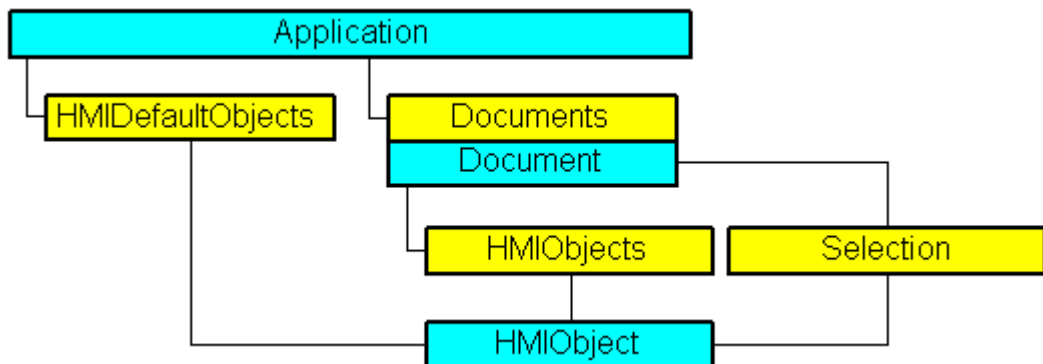 Application
HMIDefaultObjects
Documents
Document
HMIObjects
Selection
HMIObject